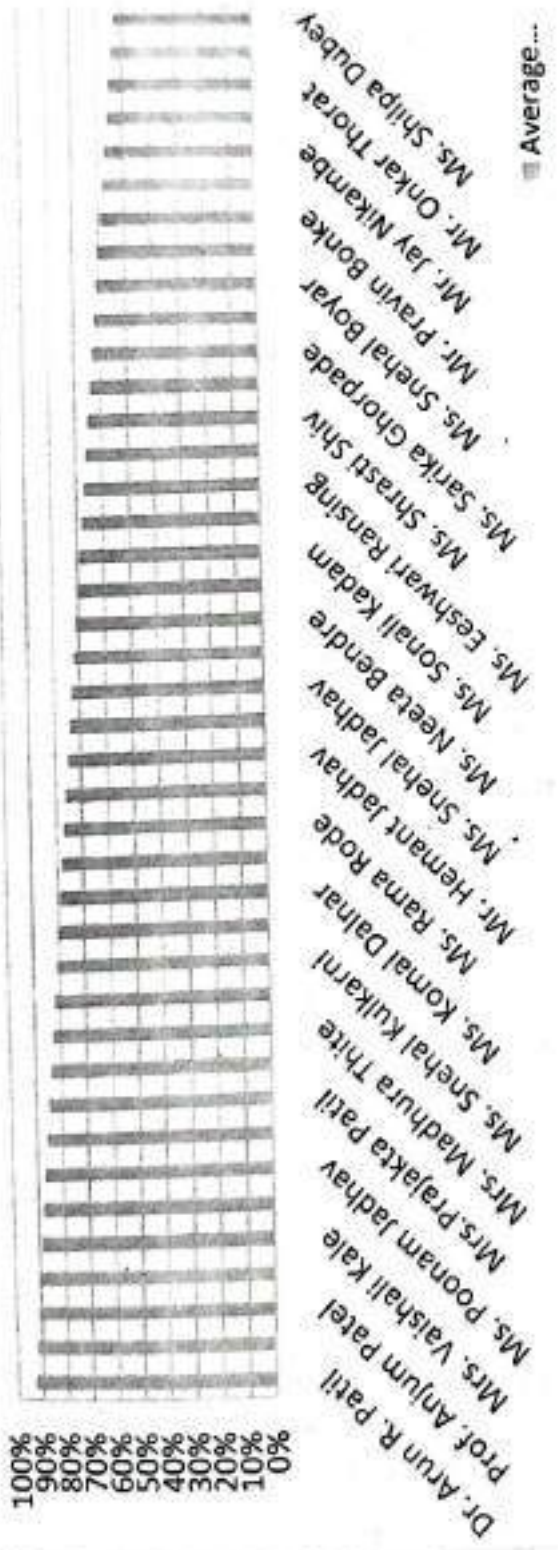 100%
90%
80%
70%
60%
50%
40%
30%
20%
10%
0%
Dr. Arun R. Patil
Prof. Anjum Patel
Mrs. Vaishali Kale
Ms. Poonam Jadhav
Mrs.Prajakta Patil
Mrs. Madhura Thite
Ms. Snehal Kulkarni
Ms. Komal Dalnar
Ms. Rama Rode
Mr. Hemant Jadhav
Ms. Snehal Jadhav
Ms. Neeta Bendre
Ms. Sonali Kadam
Ms. Eeshwari Ransing
Ms. Shrasti Shiv
Ms. Sarika Ghorpade
Ms. Snehal Boyar
Mr. Pravin Bonke
Mr. Jay Nikambe
Mr. Onkar Thorat
Ms. Shilpa Dubey
Average...